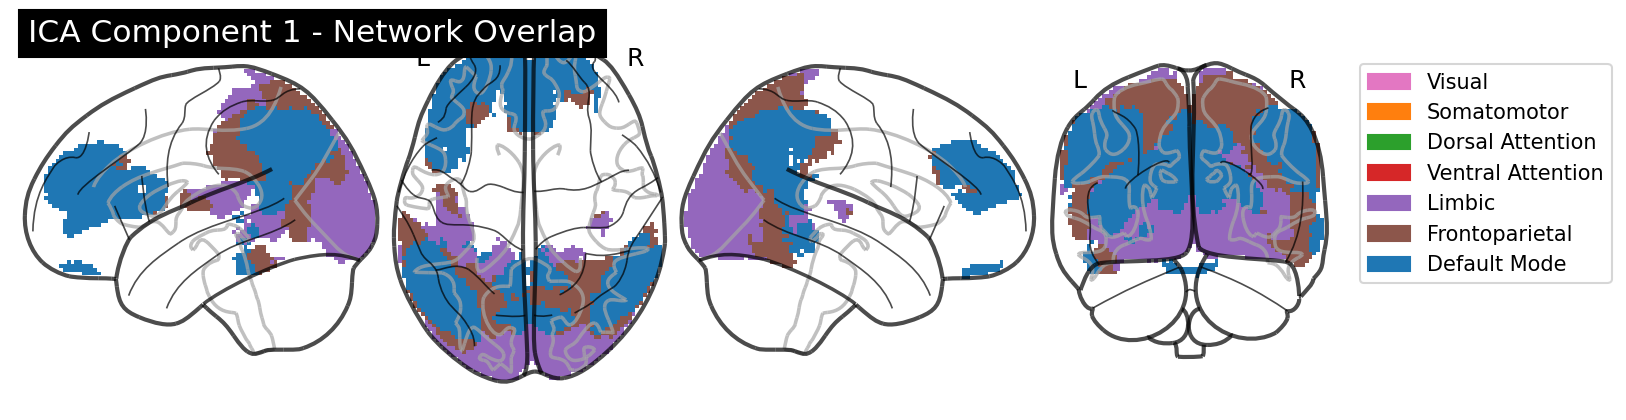 ICA Component 1 - Network Overlap
L R
L R
Visual
Somatomotor
Dorsal Attention
Ventral Attention
Limbic
Frontoparietal
Default Mode